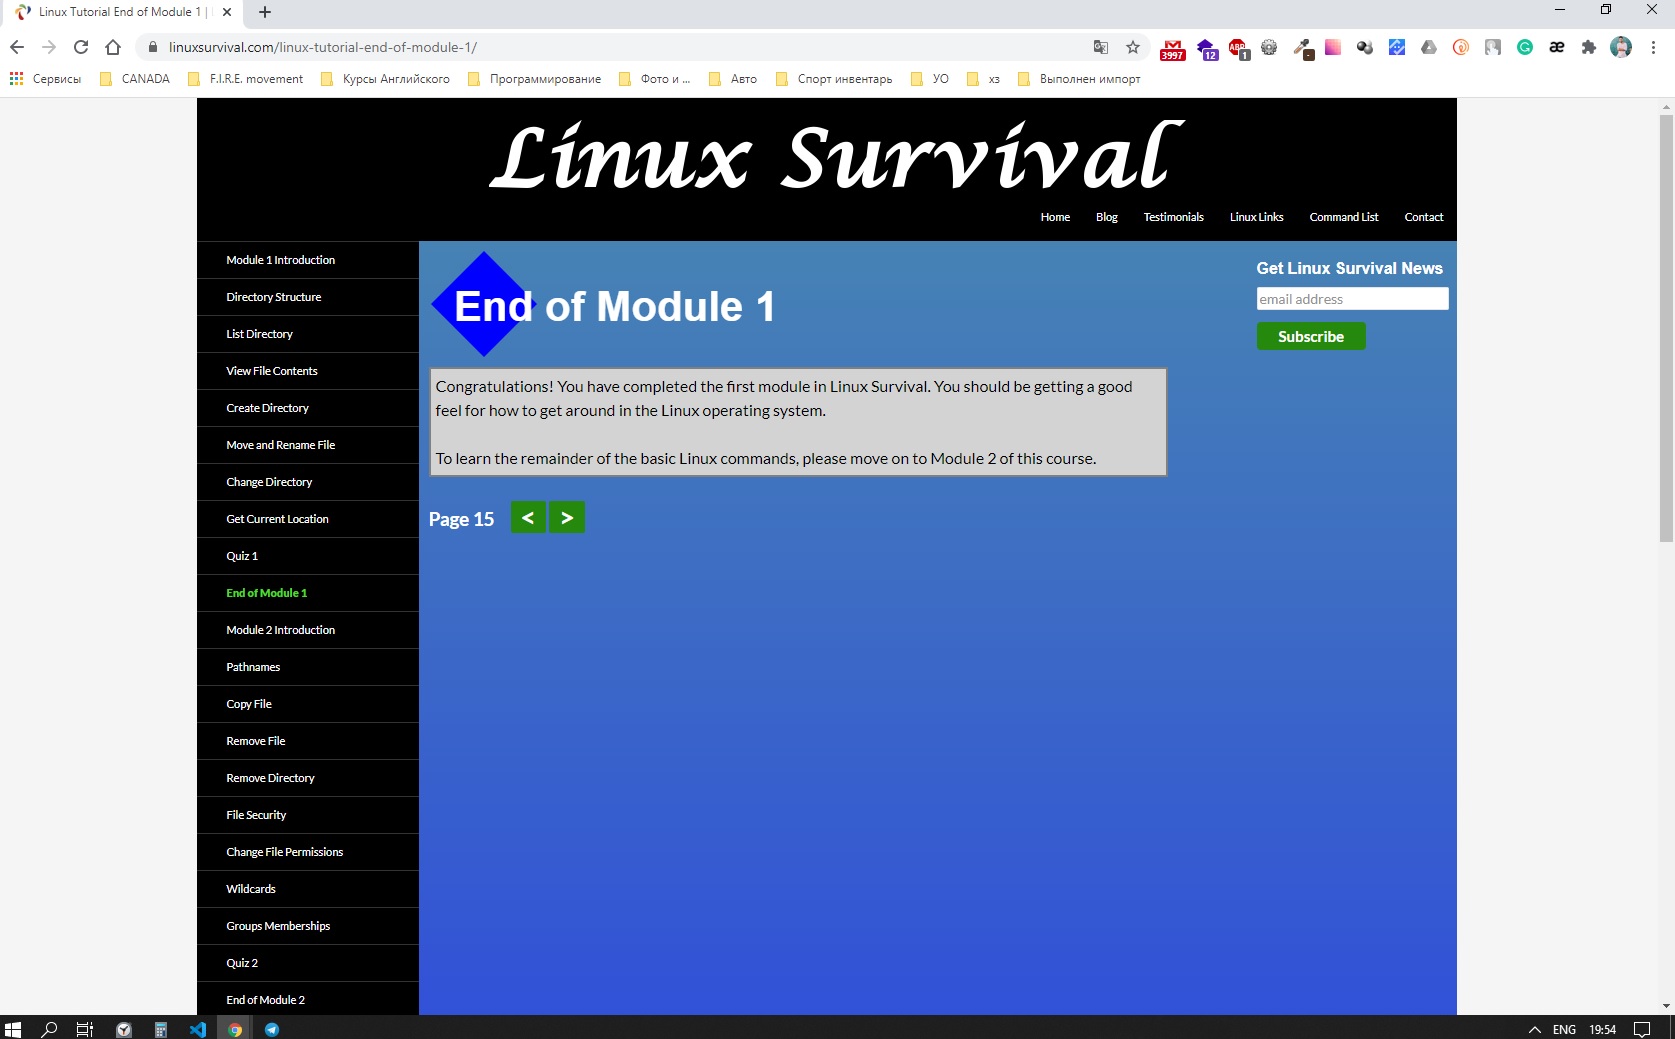 Linux Tutorial End of Module 1 |
linuxsurvival.com/linux-tutorial-end-of-module-1/
3997
12
ABP
1
Сервисы
CANADA
F.I.R.E. movement
Курсы Английского
Программирование
Фото и ...
Авто
Спорт инвентарь
УО
хз
Выполнен импорт
Linux Survival
Home
Blog
Testimonials
Linux Links
Command List
Contact
Module 1 Introduction
Directory Structure
List Directory
View File Contents
Create Directory
Move and Rename File
Change Directory
Get Current Location
Quiz 1
End of Module 1
Module 2 Introduction
Pathnames
Copy File
Remove File
Remove Directory
File Security
Change File Permissions
Wildcards
Groups Memberships
Quiz 2
End of Module 2
End of Module 1
Congratulations! You have completed the first module in Linux Survival. You should be getting a good
feel for how to get around in the Linux operating system.
To learn the remainder of the basic Linux commands, please move on to Module 2 of this course.
Page 15
<
>
Get Linux Survival News
email address
Subscribe
ENG
19:54